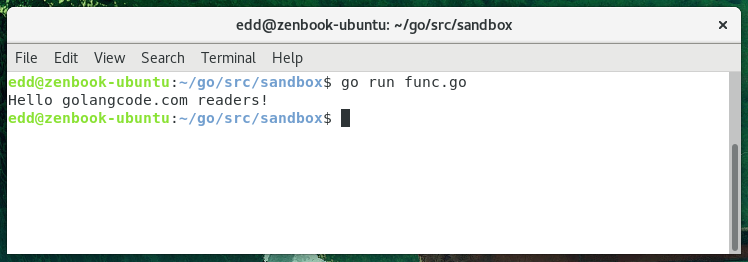 edd@zenbook-ubuntu: ~/go/src/sandbox ×
File Edit View Search Terminal Help
edd@zenbook-ubuntu:~/go/src/sandbox$ go run func.go
Hello golangcode.com readers!
edd@zenbook-ubuntu:~/go/src/sandbox$